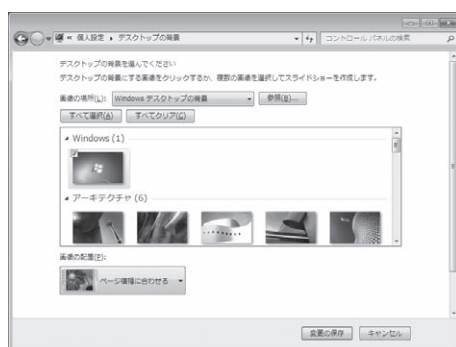 « 個人設定 ▸ デスクトップの背景
コントロール パネルの検索
デスクトップの背景を選んでください
デスクトップの背景にする画像をクリックするか、複数の画像を選択してスライドショーを作成します。
画像の場所(L): Windows デスクトップの背景 参照(B)...
すべて選択(A) すべてクリア(C)
Windows (1)
アーキテクチャ (6)
画像の配置(P):
ページ横幅に合わせる
変更の保存 キャンセル